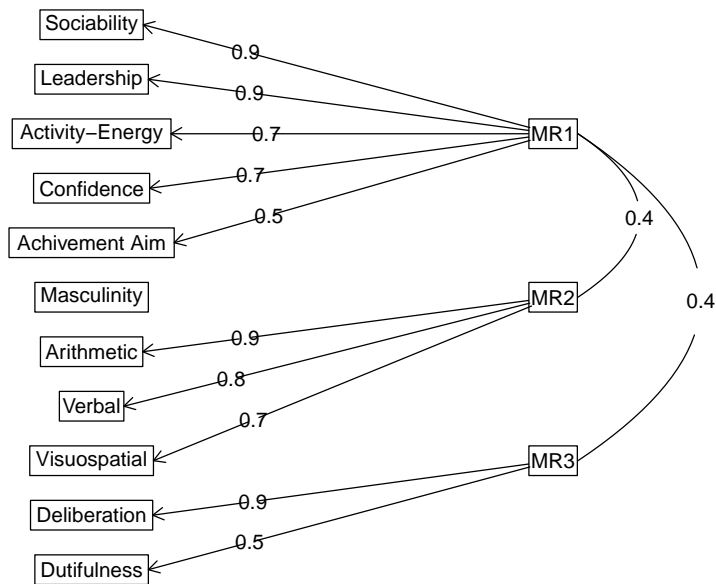 Sociability
0.9
Leadership
0.9
Activity−Energy
0.7
MR1
Confidence
0.7
Achivement Aim
0.5
0.4
Masculinity
MR2
0.4
Arithmetic
0.9
Verbal
0.8
Visuospatial
0.7
MR3
Deliberation
0.9
Dutifulness
0.5